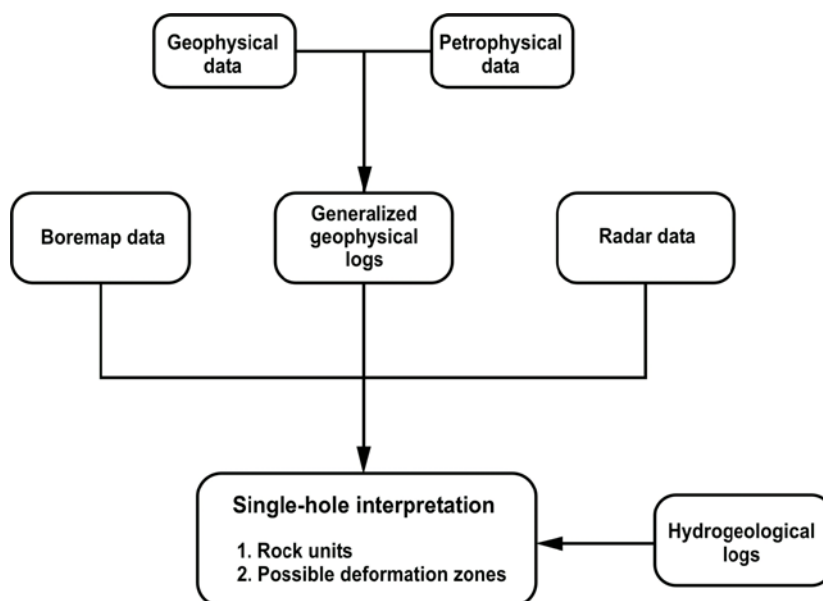 Geophysical
data
Petrophysical
data
Boremap data
Generalized
geophysical
logs
Radar data
Single-hole interpretation
1. Rock units
2. Possible deformation zones
Hydrogeological
logs